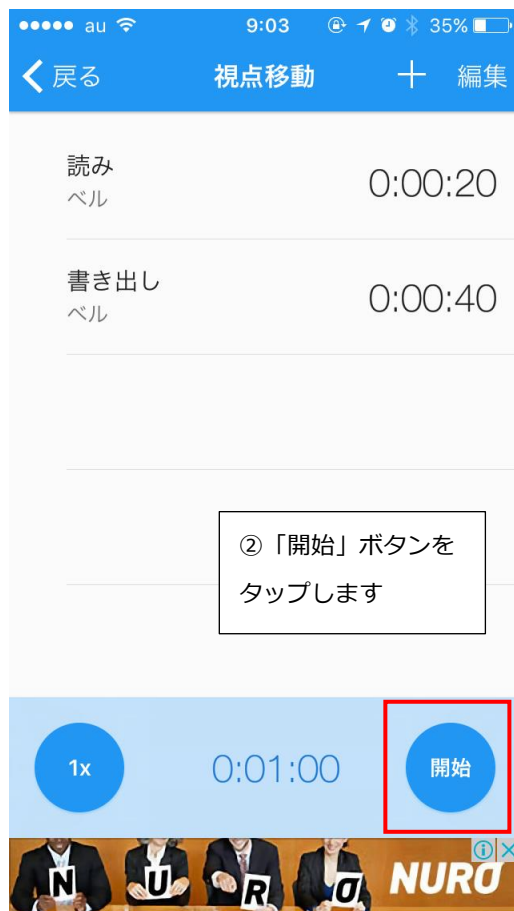 au 9:03 35%
戻る 視点移動 + 編集
読み 0:00:20
ベル
書き出し 0:00:40
ベル
②「開始」ボタンを
タップします
1x 0:01:00 開始
N U R O NURO